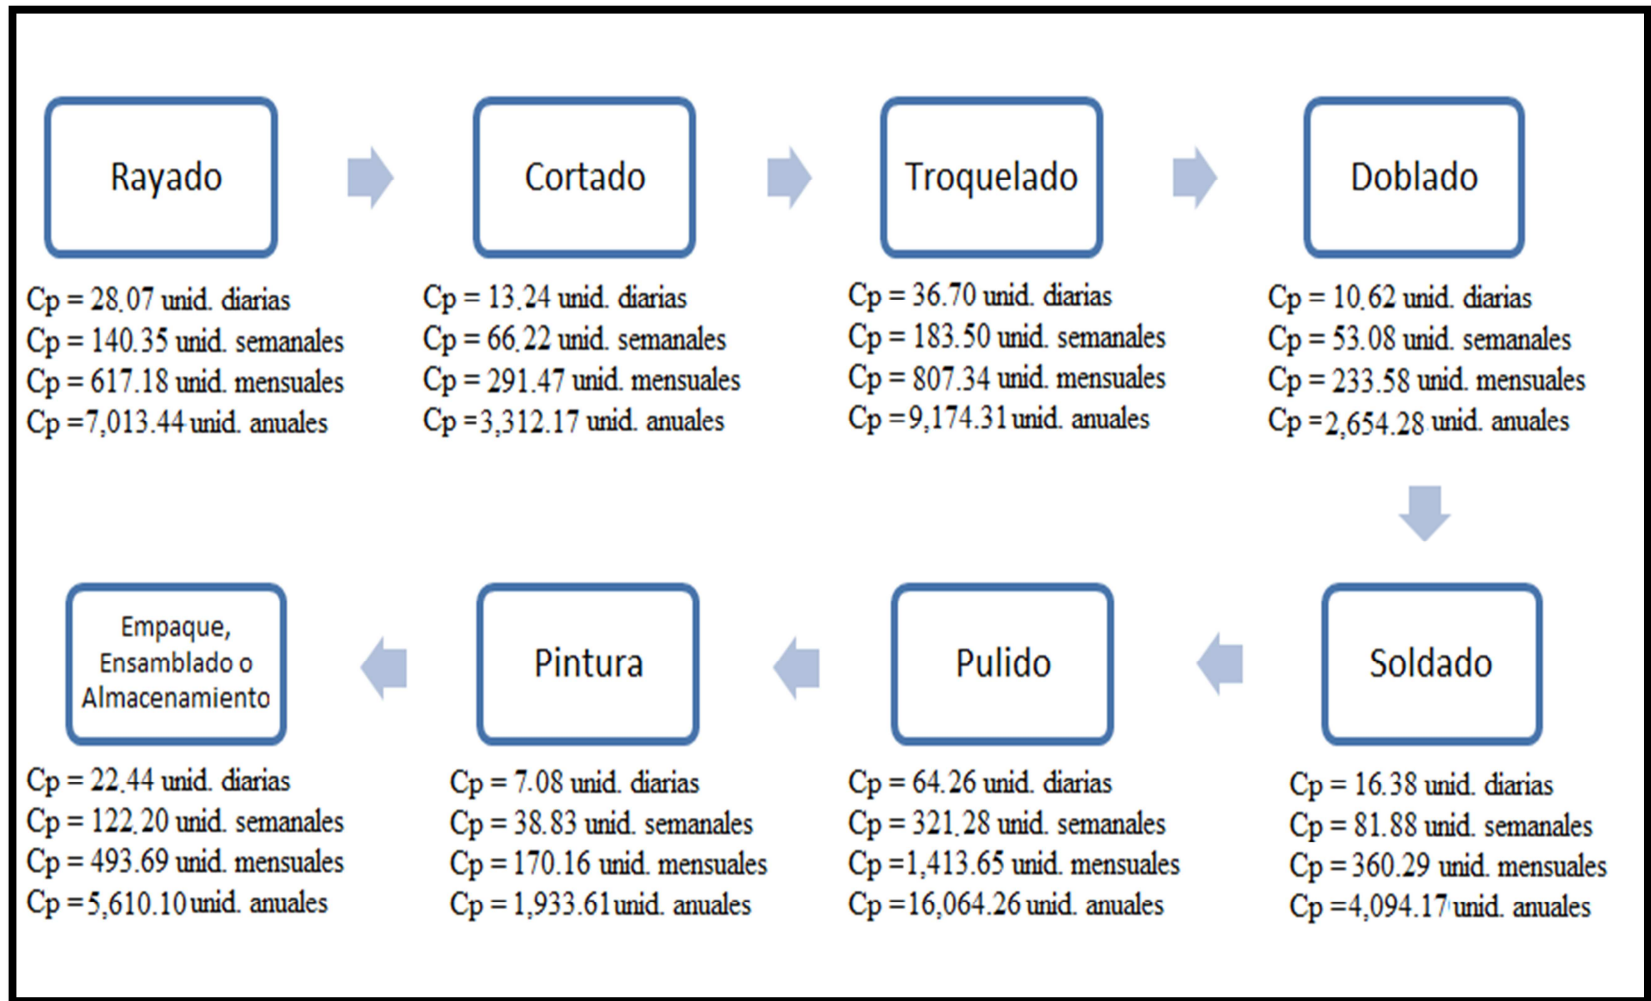 Rayado
Cp = 28.07 unid. diarias
Cp = 140.35 unid. semanales
Cp = 617.18 unid. mensuales
Cp =7,013.44 unid. anuales
Cortado
Cp = 13.24 unid. diarias
Cp = 66.22 unid. semanales
Cp = 291.47 unid. mensuales
Cp =3,312.17 unid. anuales
Troquelado
Cp = 36.70 unid. diarias
Cp = 183.50 unid. semanales
Cp = 807.34 unid. mensuales
Cp =9,174.31 unid. anuales
Doblado
Cp = 10.62 unid. diarias
Cp = 53.08 unid. semanales
Cp = 233.58 unid. mensuales
Cp =2,654.28 unid. anuales
Soldado
Cp = 16.38 unid. diarias
Cp = 81.88 unid. semanales
Cp = 360.29 unid. mensuales
Cp =4,094.17 unid. anuales
Pulido
Cp = 64.26 unid. diarias
Cp = 321.28 unid. semanales
Cp =1,413.65 unid. mensuales
Cp =16,064.26 unid. anuales
Pintura
Cp = 7.08 unid. diarias
Cp = 38.83 unid. semanales
Cp = 170.16 unid. mensuales
Cp = 1,933.61 unid. anuales
Empaque,
Ensamblado o
Almacenamiento
Cp = 22.44 unid. diarias
Cp = 122.20 unid. semanales
Cp = 493.69 unid. mensuales
Cp =5,610.10 unid. anuales